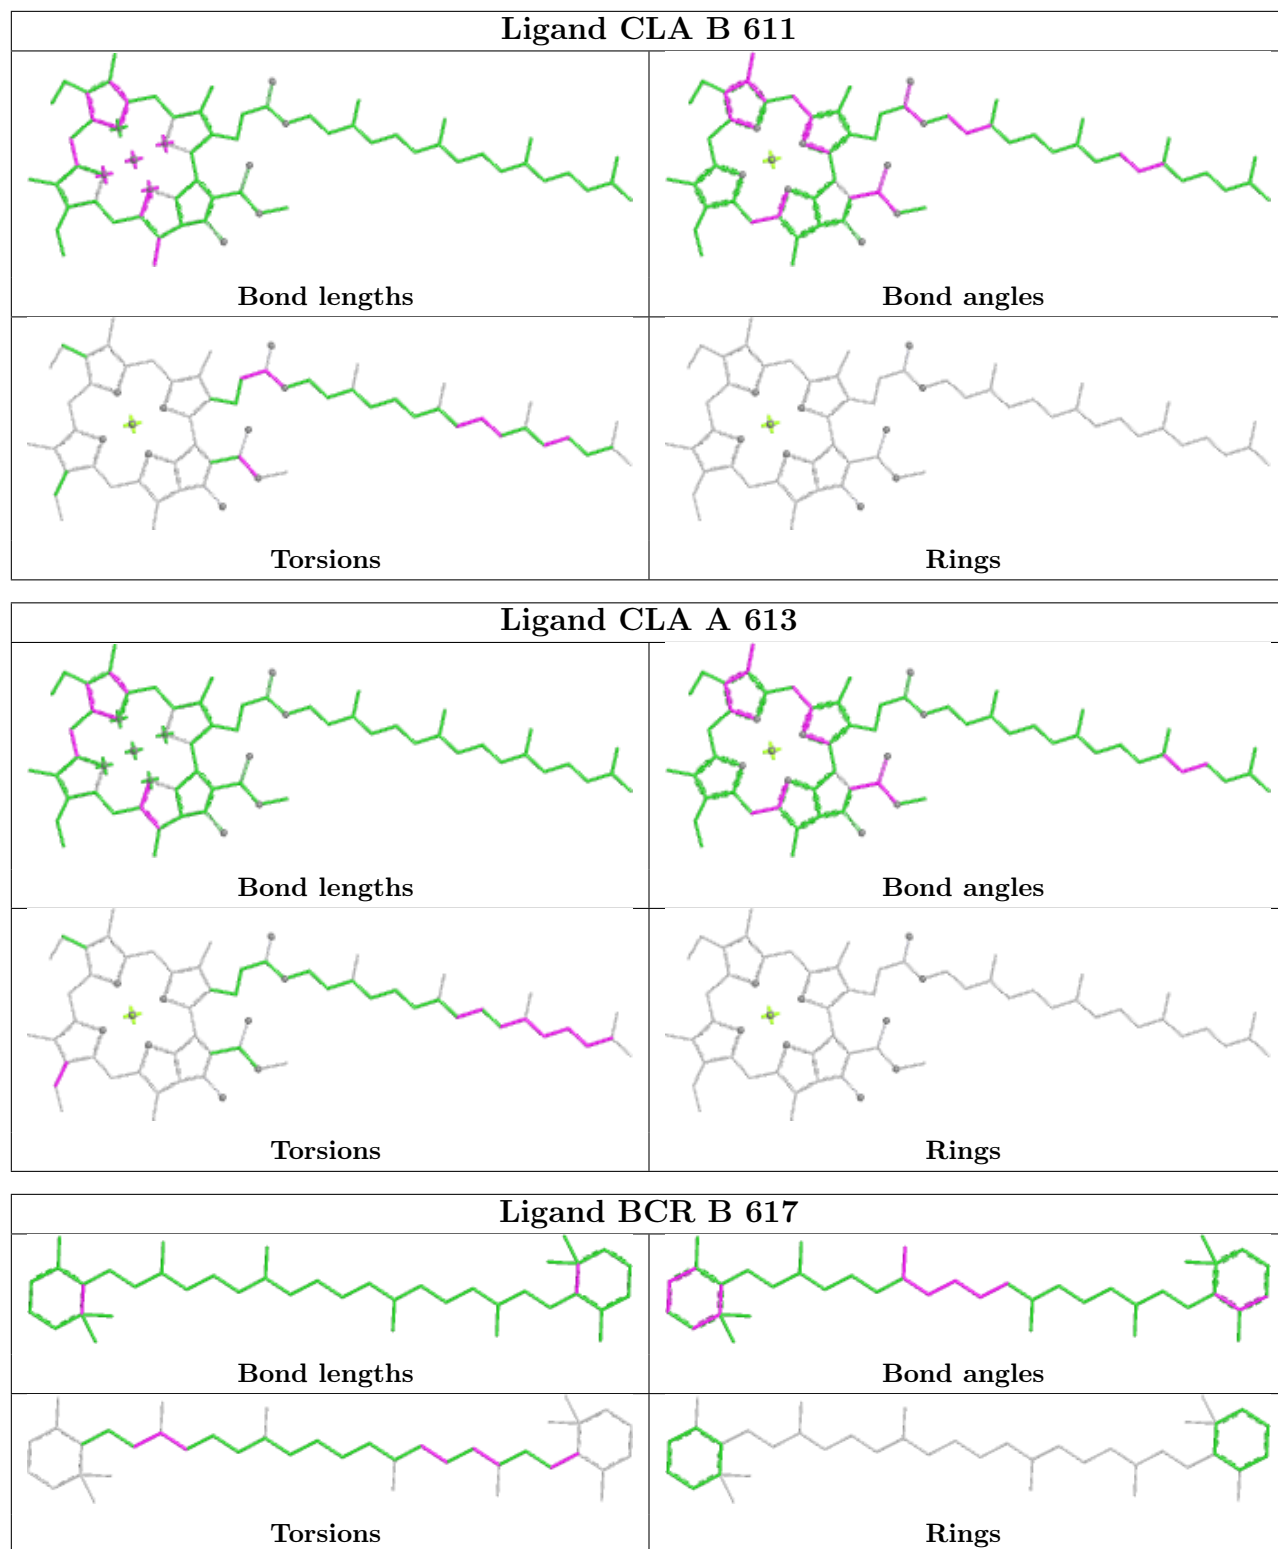 Ligand CLA B 611
Bond lengths
Bond angles
Torsions
Rings
Ligand CLA A 613
Bond lengths
Bond angles
Torsions
Rings
Ligand BCR B 617
Bond lengths
Bond angles
Torsions
Rings